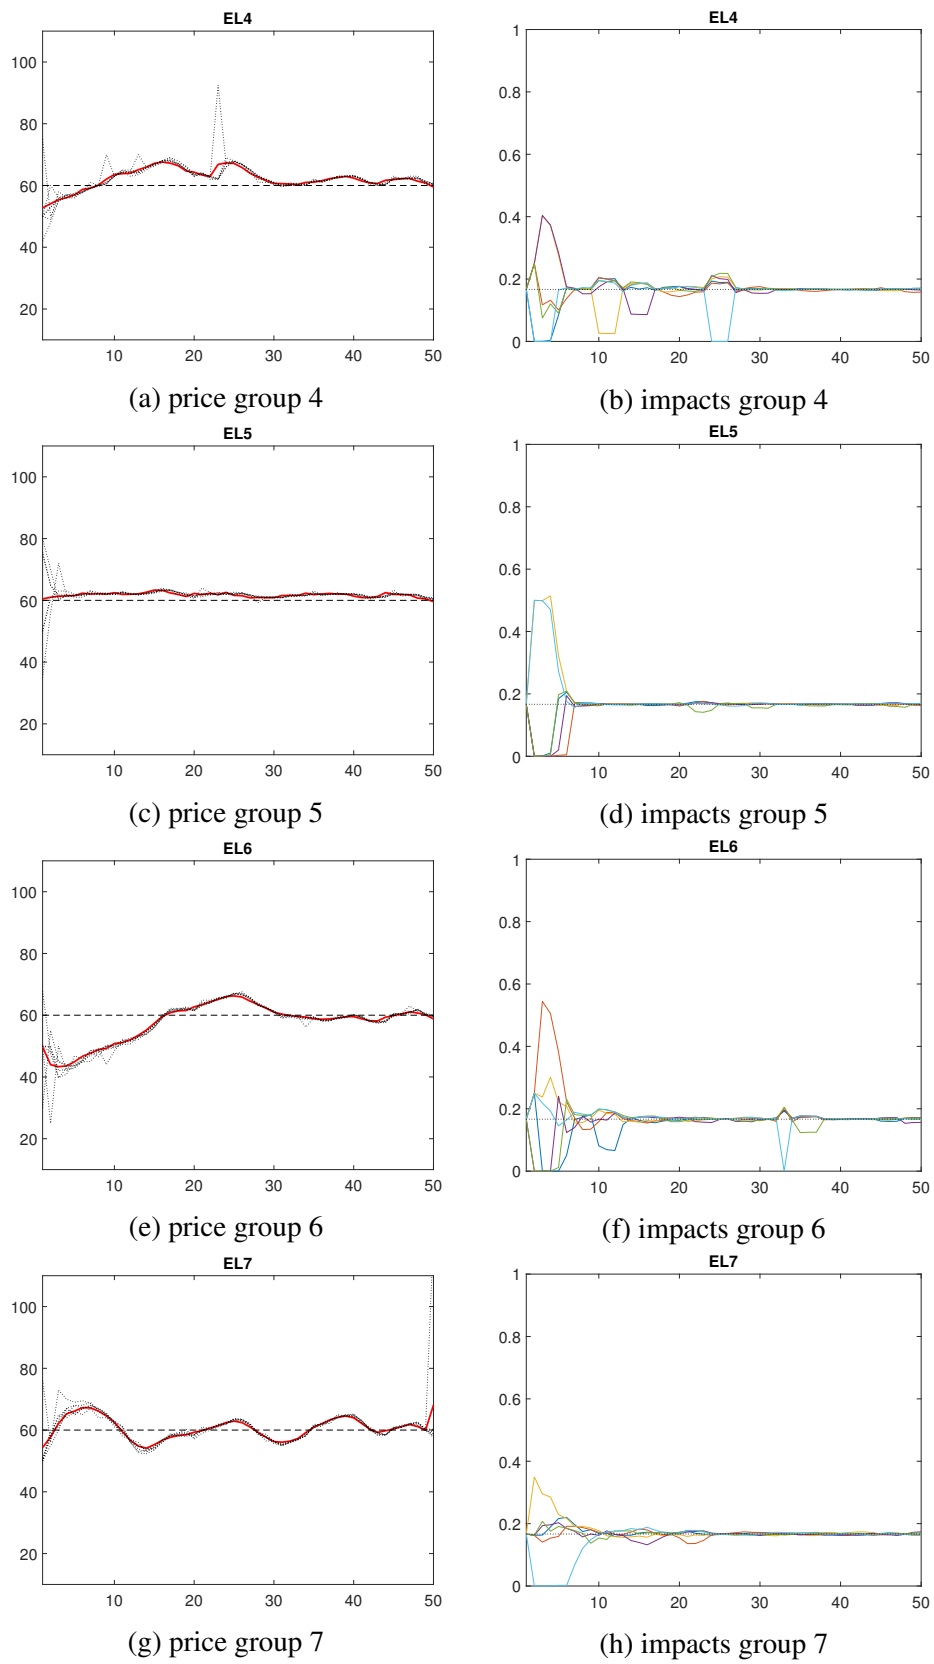 EL4
EL4
100
80
60
40
20
10 20 30 40 50
1
0.8
0.6
0.4
0.2
0
10 20 30 40 50
(a) price group 4
(b) impacts group 4
EL5
EL5
100
80
60
40
20
10 20 30 40 50
1
0.8
0.6
0.4
0.2
0
10 20 30 40 50
(c) price group 5
(d) impacts group 5
EL6
EL6
100
80
60
40
20
10 20 30 40 50
1
0.8
0.6
0.4
0.2
0
10 20 30 40 50
(e) price group 6
(f) impacts group 6
EL7
EL7
100
80
60
40
20
10 20 30 40 50
1
0.8
0.6
0.4
0.2
0
10 20 30 40 50
(g) price group 7
(h) impacts group 7